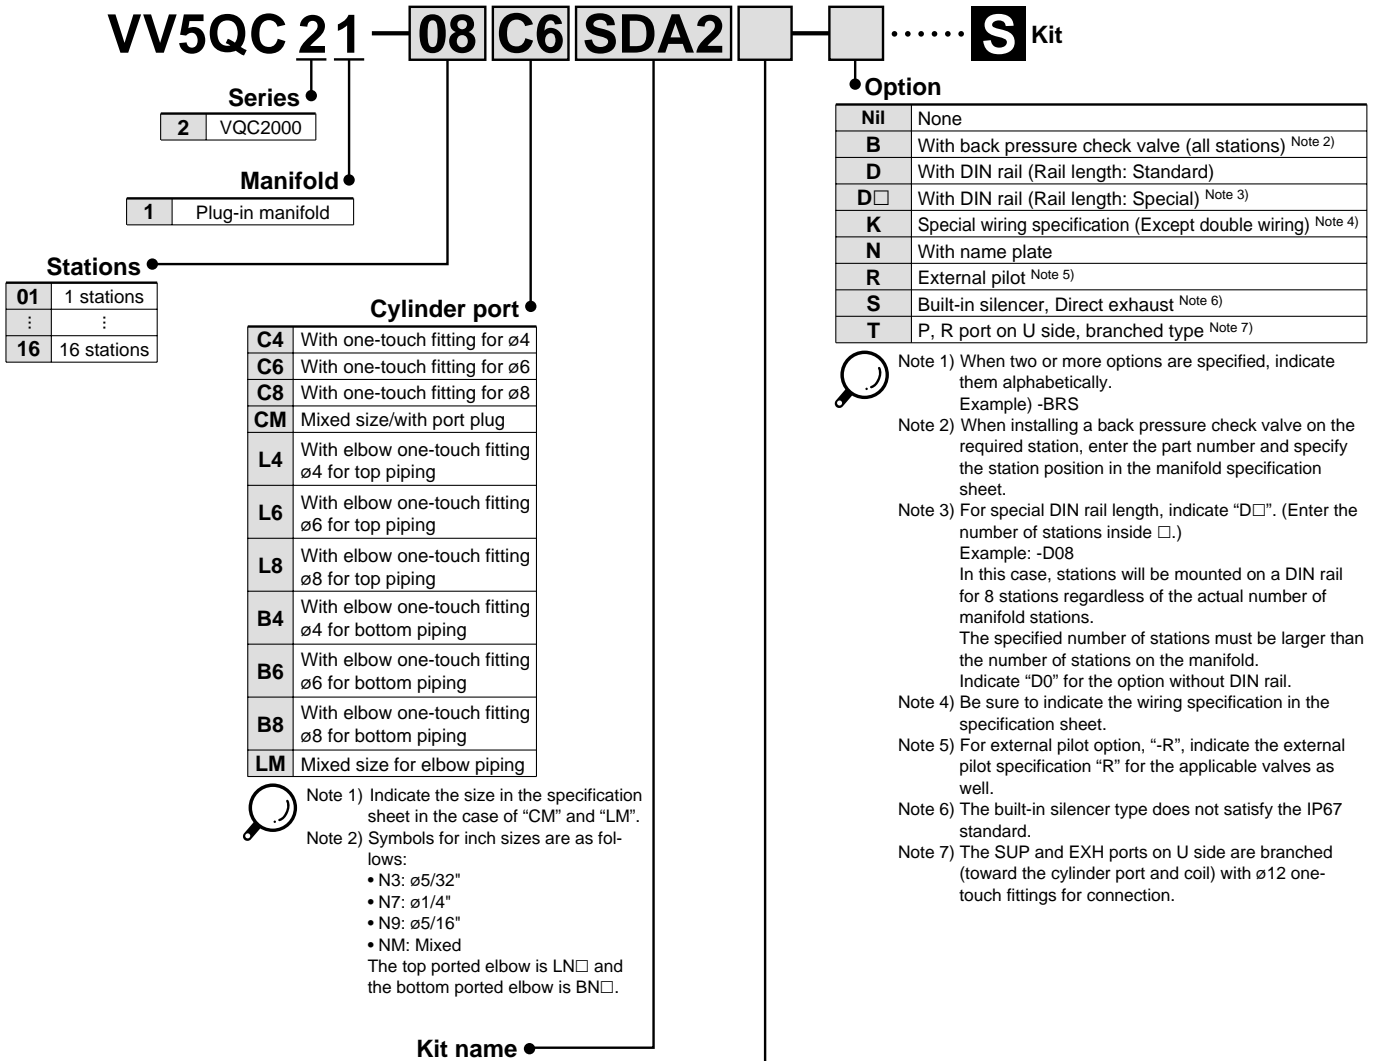 VV5QC 2 1 — 08 C6 SDA2 □ — □ ······ S Kit
Series
2 VQC2000
Manifold
1 Plug-in manifold
Stations
01 1 stations
⋮ ⋮
16 16 stations
Cylinder port
C4 With one-touch fitting for ø4
C6 With one-touch fitting for ø6
C8 With one-touch fitting for ø8
CM Mixed size/with port plug
L4 With elbow one-touch fitting
ø4 for top piping
L6 With elbow one-touch fitting
ø6 for top piping
L8 With elbow one-touch fitting
ø8 for top piping
B4 With elbow one-touch fitting
ø4 for bottom piping
B6 With elbow one-touch fitting
ø6 for bottom piping
B8 With elbow one-touch fitting
ø8 for bottom piping
LM Mixed size for elbow piping
Note 1) Indicate the size in the specification
sheet in the case of “CM” and “LM”.
Note 2) Symbols for inch sizes are as fol-
lows:
• N3: ø5/32"
• N7: ø1/4"
• N9: ø5/16"
• NM: Mixed
The top ported elbow is LN□ and
the bottom ported elbow is BN□.
Kit name
Option
Nil None
B With back pressure check valve (all stations) Note 2)
D With DIN rail (Rail length: Standard)
D□ With DIN rail (Rail length: Special) Note 3)
K Special wiring specification (Except double wiring) Note 4)
N With name plate
R External pilot Note 5)
S Built-in silencer, Direct exhaust Note 6)
T P, R port on U side, branched type Note 7)
Note 1) When two or more options are specified, indicate
them alphabetically.
Example) -BRS
Note 2) When installing a back pressure check valve on the
required station, enter the part number and specify
the station position in the manifold specification
sheet.
Note 3) For special DIN rail length, indicate “D□”. (Enter the
number of stations inside □.)
Example: -D08
In this case, stations will be mounted on a DIN rail
for 8 stations regardless of the actual number of
manifold stations.
The specified number of stations must be larger than
the number of stations on the manifold.
Indicate “D0” for the option without DIN rail.
Note 4) Be sure to indicate the wiring specification in the
specification sheet.
Note 5) For external pilot option, “-R”, indicate the external
pilot specification “R” for the applicable valves as
well.
Note 6) The built-in silencer type does not satisfy the IP67
standard.
Note 7) The SUP and EXH ports on U side are branched
(toward the cylinder port and coil) with ø12 one-
touch fittings for connection.